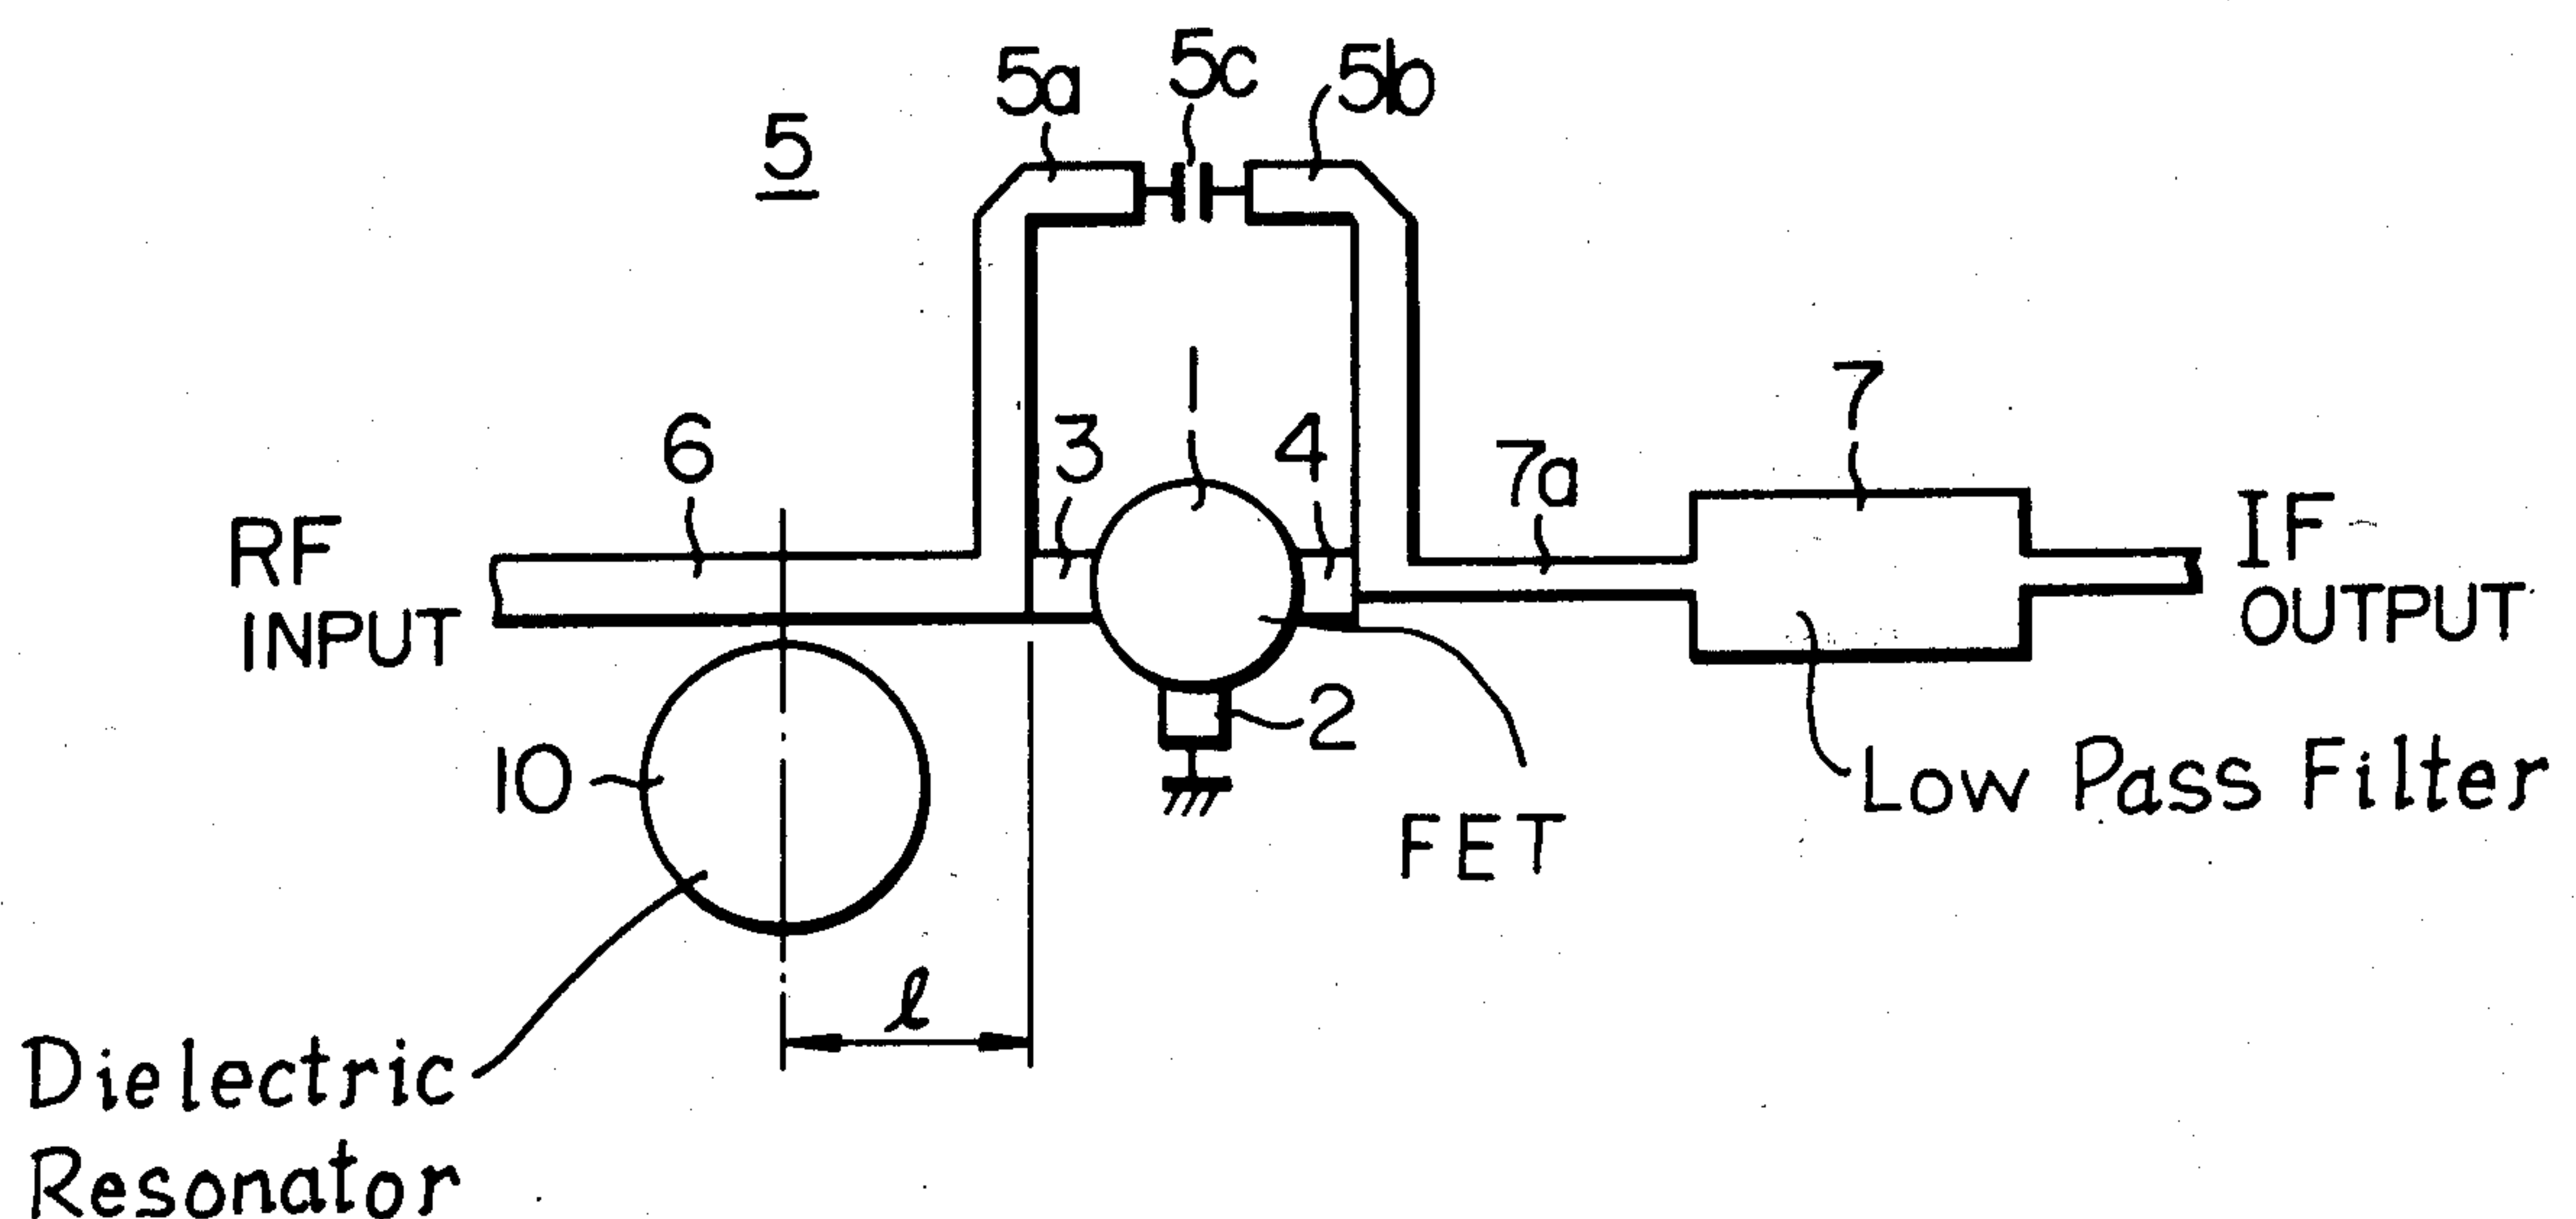 5
5a
5c
5b
1
6
3
4
7a
7
RF
INPUT
IF
OUTPUT
2
10
FET
Low Pass Filter
ℓ
Dielectric
Resonator